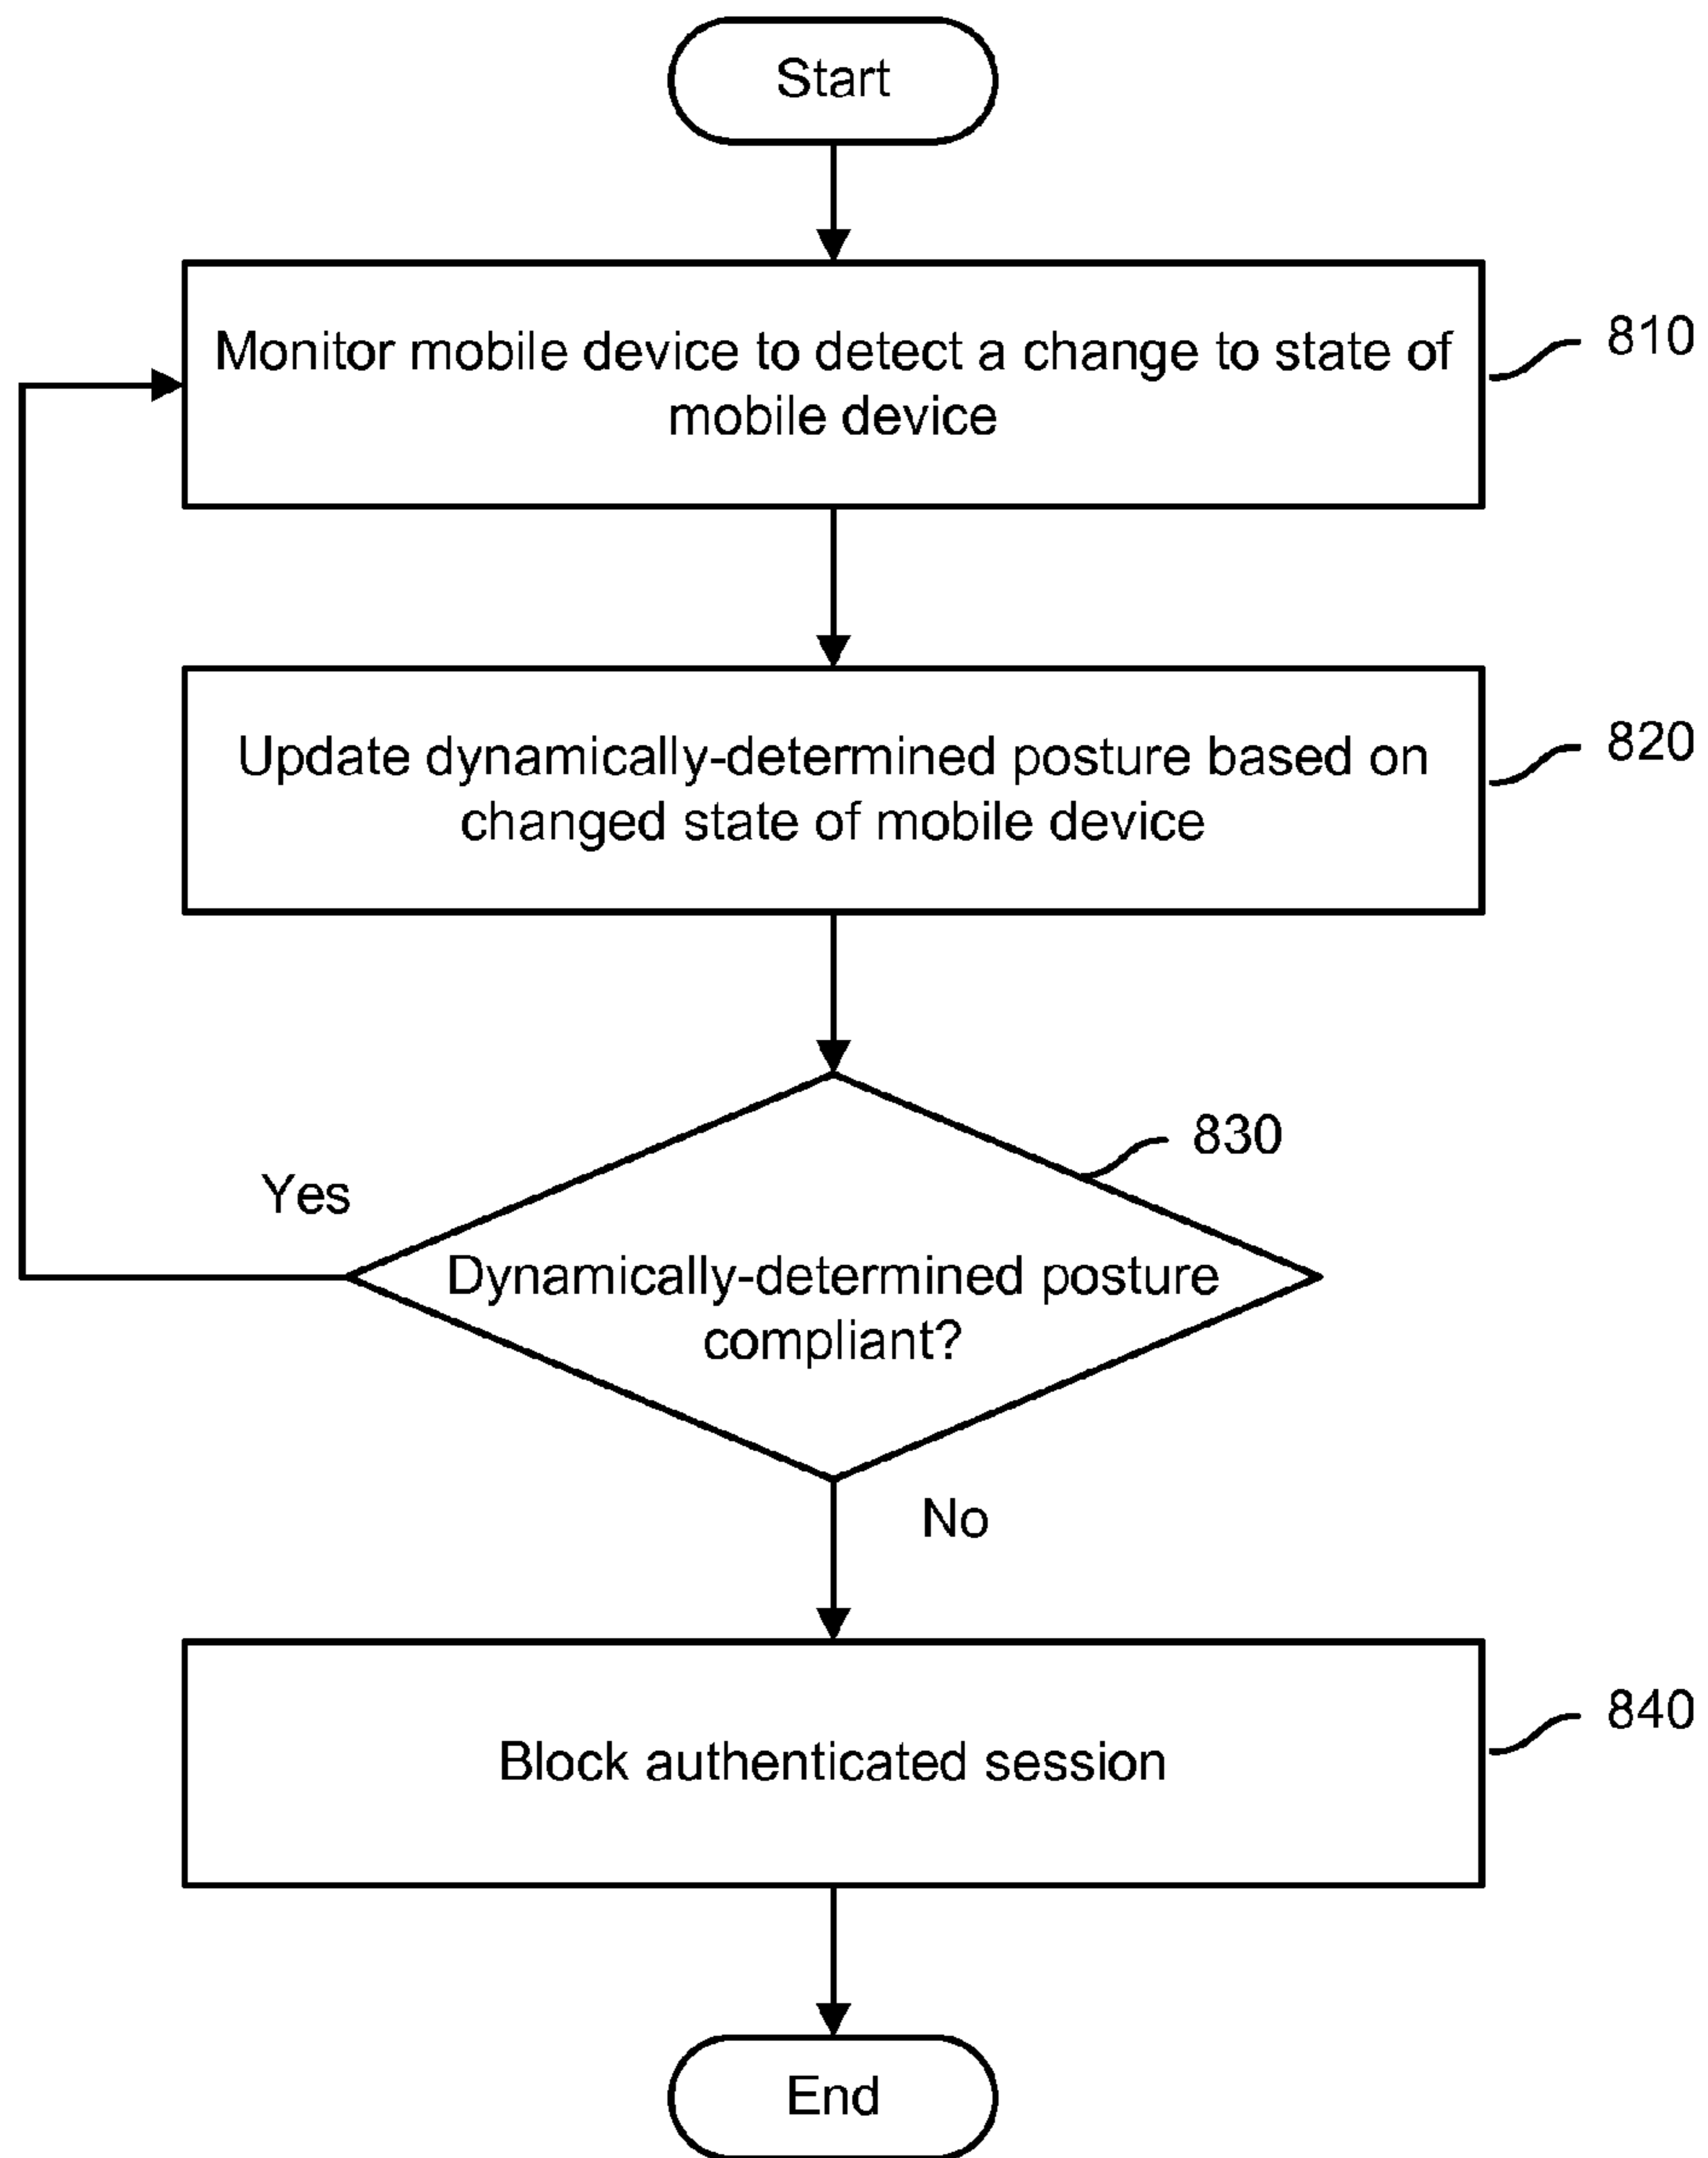 Start
Monitor mobile device to detect a change to state of
mobile device
810
Update dynamically-determined posture based on
changed state of mobile device
820
830
Yes
Dynamically-determined posture
compliant?
No
Block authenticated session
840
End